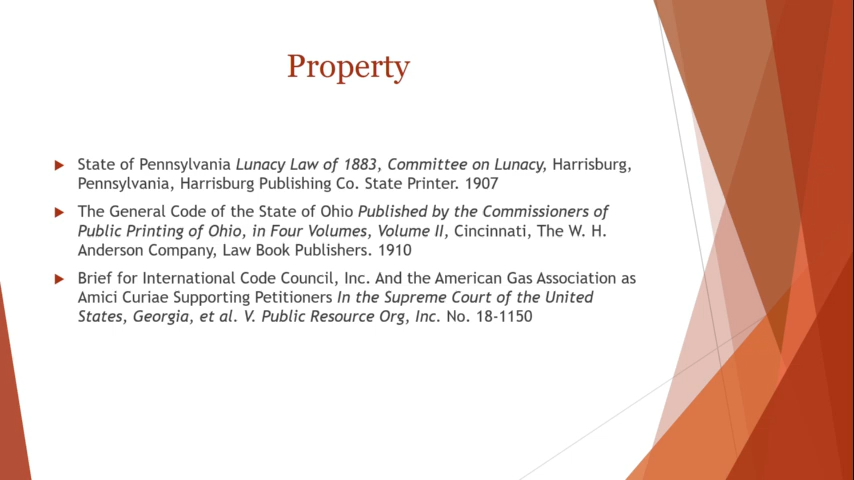 Property
State of Pennsylvania Lunacy Law of 1883, Committee on Lunacy, Harrisburg,
Pennsylvania, Harrisburg Publishing Co. State Printer. 1907
The General Code of the State of Ohio Published by the Commissioners of
Public Printing of Ohio, in Four Volumes, Volume II, Cincinnati, The W. H.
Anderson Company, Law Book Publishers. 1910
Brief for International Code Council, Inc. And the American Gas Association as
Amici Curiae Supporting Petitioners In the Supreme Court of the United
States, Georgia, et al. V. Public Resource Org, Inc. No. 18-1150